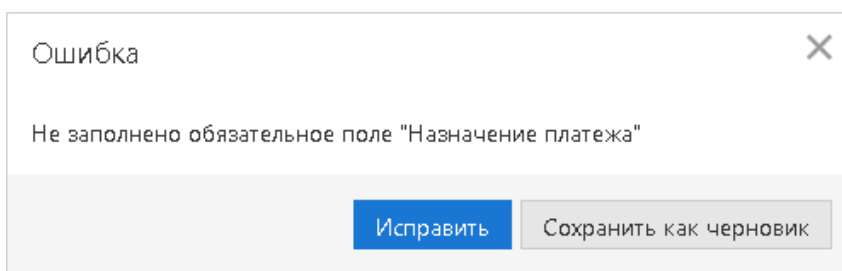 Ошибка
Не заполнено обязательное поле "Назначение платежа"
Исправить
Сохранить как черновик